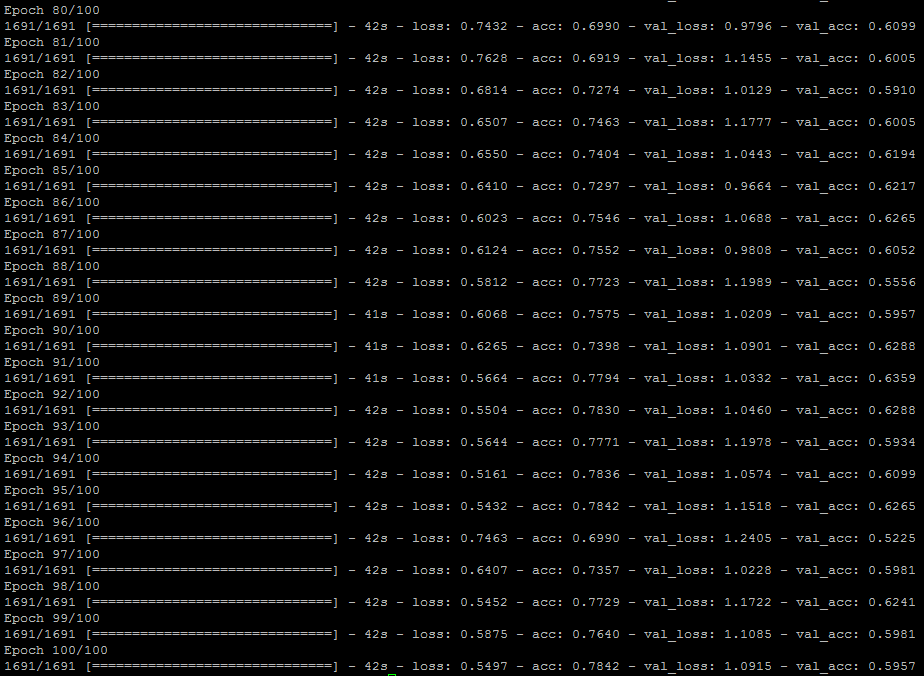 Epoch 80/100
1691/1691 [==============================] - 42s - loss: 0.7432 - acc: 0.6990 - val_loss: 0.9796 - val_acc: 0.6099
Epoch 81/100
1691/1691 [==============================] - 42s - loss: 0.7628 - acc: 0.6919 - val_loss: 1.1455 - val_acc: 0.6005
Epoch 82/100
1691/1691 [==============================] - 42s - loss: 0.6814 - acc: 0.7274 - val_loss: 1.0129 - val_acc: 0.5910
Epoch 83/100
1691/1691 [==============================] - 42s - loss: 0.6507 - acc: 0.7463 - val_loss: 1.1777 - val_acc: 0.6005
Epoch 84/100
1691/1691 [==============================] - 42s - loss: 0.6550 - acc: 0.7404 - val_loss: 1.0443 - val_acc: 0.6194
Epoch 85/100
1691/1691 [==============================] - 42s - loss: 0.6410 - acc: 0.7297 - val_loss: 0.9664 - val_acc: 0.6217
Epoch 86/100
1691/1691 [==============================] - 42s - loss: 0.6023 - acc: 0.7546 - val_loss: 1.0688 - val_acc: 0.6265
Epoch 87/100
1691/1691 [==============================] - 42s - loss: 0.6124 - acc: 0.7552 - val_loss: 0.9808 - val_acc: 0.6052
Epoch 88/100
1691/1691 [==============================] - 42s - loss: 0.5812 - acc: 0.7723 - val_loss: 1.1989 - val_acc: 0.5556
Epoch 89/100
1691/1691 [==============================] - 41s - loss: 0.6068 - acc: 0.7575 - val_loss: 1.0209 - val_acc: 0.5957
Epoch 90/100
1691/1691 [==============================] - 41s - loss: 0.6265 - acc: 0.7398 - val_loss: 1.0901 - val_acc: 0.6288
Epoch 91/100
1691/1691 [==============================] - 41s - loss: 0.5664 - acc: 0.7794 - val_loss: 1.0332 - val_acc: 0.6359
Epoch 92/100
1691/1691 [==============================] - 42s - loss: 0.5504 - acc: 0.7830 - val_loss: 1.0460 - val_acc: 0.6288
Epoch 93/100
1691/1691 [==============================] - 42s - loss: 0.5644 - acc: 0.7771 - val_loss: 1.1978 - val_acc: 0.5934
Epoch 94/100
1691/1691 [==============================] - 42s - loss: 0.5161 - acc: 0.7836 - val_loss: 1.0574 - val_acc: 0.6099
Epoch 95/100
1691/1691 [==============================] - 42s - loss: 0.5432 - acc: 0.7842 - val_loss: 1.1518 - val_acc: 0.6265
Epoch 96/100
1691/1691 [==============================] - 42s - loss: 0.7463 - acc: 0.6990 - val_loss: 1.2405 - val_acc: 0.5225
Epoch 97/100
1691/1691 [==============================] - 42s - loss: 0.6407 - acc: 0.7357 - val_loss: 1.0228 - val_acc: 0.5981
Epoch 98/100
1691/1691 [==============================] - 42s - loss: 0.5452 - acc: 0.7729 - val_loss: 1.1722 - val_acc: 0.6241
Epoch 99/100
1691/1691 [==============================] - 42s - loss: 0.5875 - acc: 0.7640 - val_loss: 1.1085 - val_acc: 0.5981
Epoch 100/100
1691/1691 [==============================] - 42s - loss: 0.5497 - acc: 0.7842 - val_loss: 1.0915 - val_acc: 0.5957